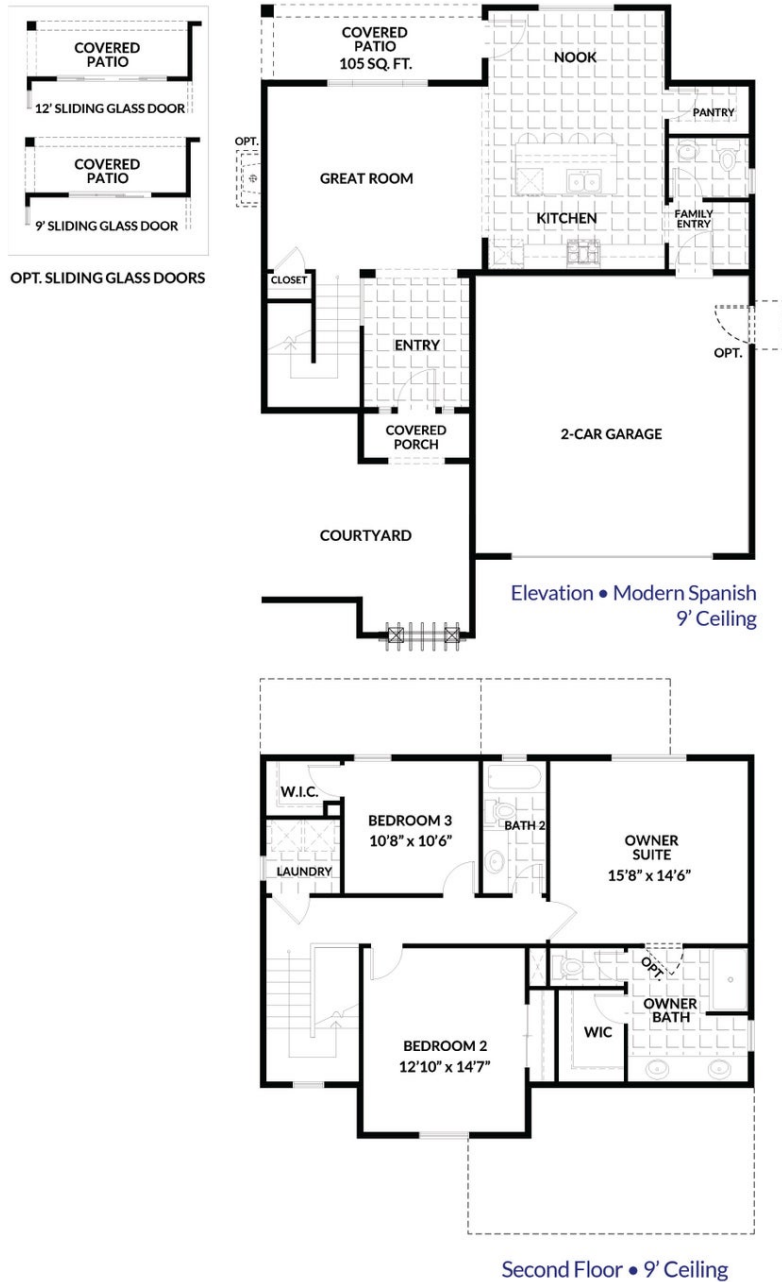 COVERED
PATIO
12' SLIDING GLASS DOOR
COVERED
PATIO
9' SLIDING GLASS DOOR
OPT. SLIDING GLASS DOORS
COVERED
PATIO
105 SQ. FT.
NOOK
PANTRY
OPT.
GREAT ROOM
KITCHEN
FAMILY
ENTRY
CLOSET
ENTRY
OPT.
COVERED
PORCH
2-CAR GARAGE
COURTYARD
Elevation • Modern Spanish
9' Ceiling
W.I.C.
BEDROOM 3
10'8" x 10'6"
BATH 2
OWNER
SUITE
15'8" x 14'6"
LAUNDRY
OPT.
OWNER
BATH
WIC
BEDROOM 2
12'10" x 14'7"
Second Floor • 9' Ceiling